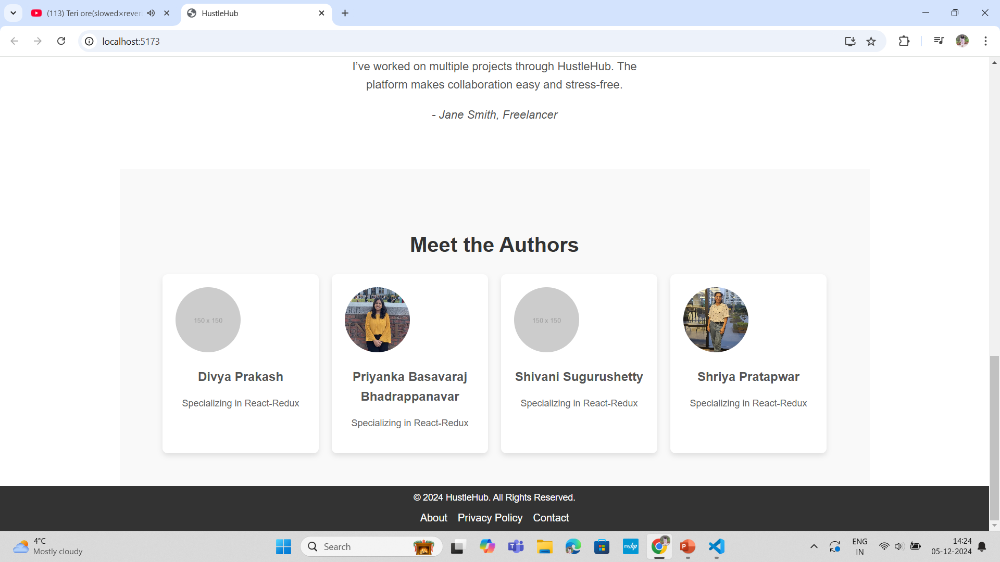 (113) Teri ore(slowed×rever
HustleHub
localhost:5173
I’ve worked on multiple projects through HustleHub. The
platform makes collaboration easy and stress-free.
- Jane Smith, Freelancer
Meet the Authors
150 x 150
150 x 150
Divya Prakash
Specializing in React-Redux
Priyanka Basavaraj
Bhadrappanavar
Specializing in React-Redux
Shivani Sugurushetty
Specializing in React-Redux
Shriya Pratapwar
Specializing in React-Redux
© 2024 HustleHub. All Rights Reserved.
About Privacy Policy Contact
4°C
Mostly cloudy
Search
myhp
ENG
IN
14:24
05-12-2024